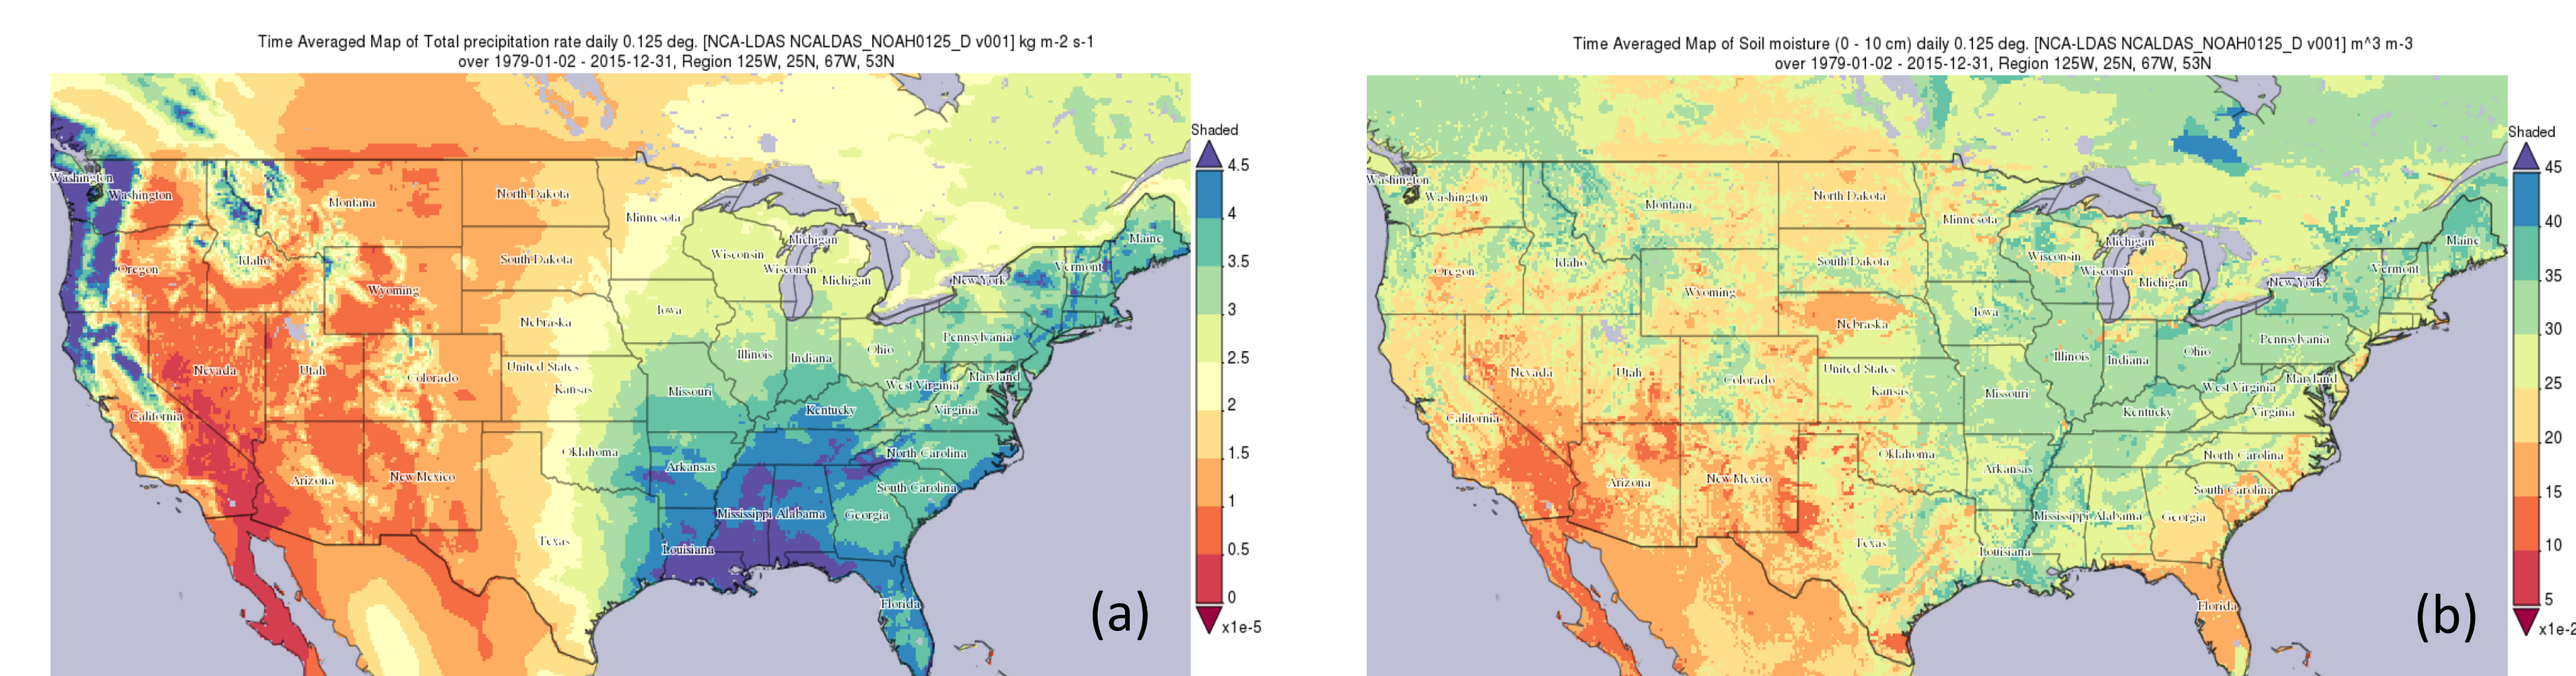 Time Averaged Map of Total precipitation rate daily 0.125 deg. [NCA-LDAS NCALDAS_NOAH0125_D v001] kg m-2 s-1
over 1979-01-02 - 2015-12-31, Region 125W, 25N, 67W, 53N
Shaded
4.5
4
3.5
3
2.5
2
1.5
1
0.5
0
x1e-5
Washington
Washington
Montana
North Dakota
Minnesota
Maine
Michigan
Wisconsin
Vermont
Oregon
Idaho
South Dakota
Wisconsin
Michigan
New York
Wyoming
Iowa
Nebraska
Pennsylvania
Illinois
Indiana
Ohio
United States
Nevada
Utah
Colorado
Kansas
Missouri
West Virginia
Maryland
California
Kentucky
Virginia
Oklahoma
Arkansas
North Carolina
Arizona
New Mexico
South Carolina
Mississippi
Alabama
Georgia
Texas
Louisiana
Florida
(a)
Time Averaged Map of Soil moisture (0 - 10 cm) daily 0.125 deg. [NCA-LDAS NCALDAS_NOAH0125_D v001] m^3 m-3
over 1979-01-02 - 2015-12-31, Region 125W, 25N, 67W, 53N
Shaded
45
40
35
30
25
20
15
10
5
x1e-2
Washington
Washington
Montana
North Dakota
Minnesota
Maine
Michigan
Wisconsin
Vermont
Oregon
Idaho
South Dakota
Wisconsin
Michigan
New York
Wyoming
Iowa
Nebraska
Pennsylvania
Illinois
Indiana
Ohio
United States
Nevada
Utah
Colorado
Kansas
Missouri
West Virginia
Maryland
California
Kentucky
Virginia
Oklahoma
Arkansas
North Carolina
Arizona
New Mexico
South Carolina
Mississippi
Alabama
Georgia
Texas
Louisiana
Florida
(b)